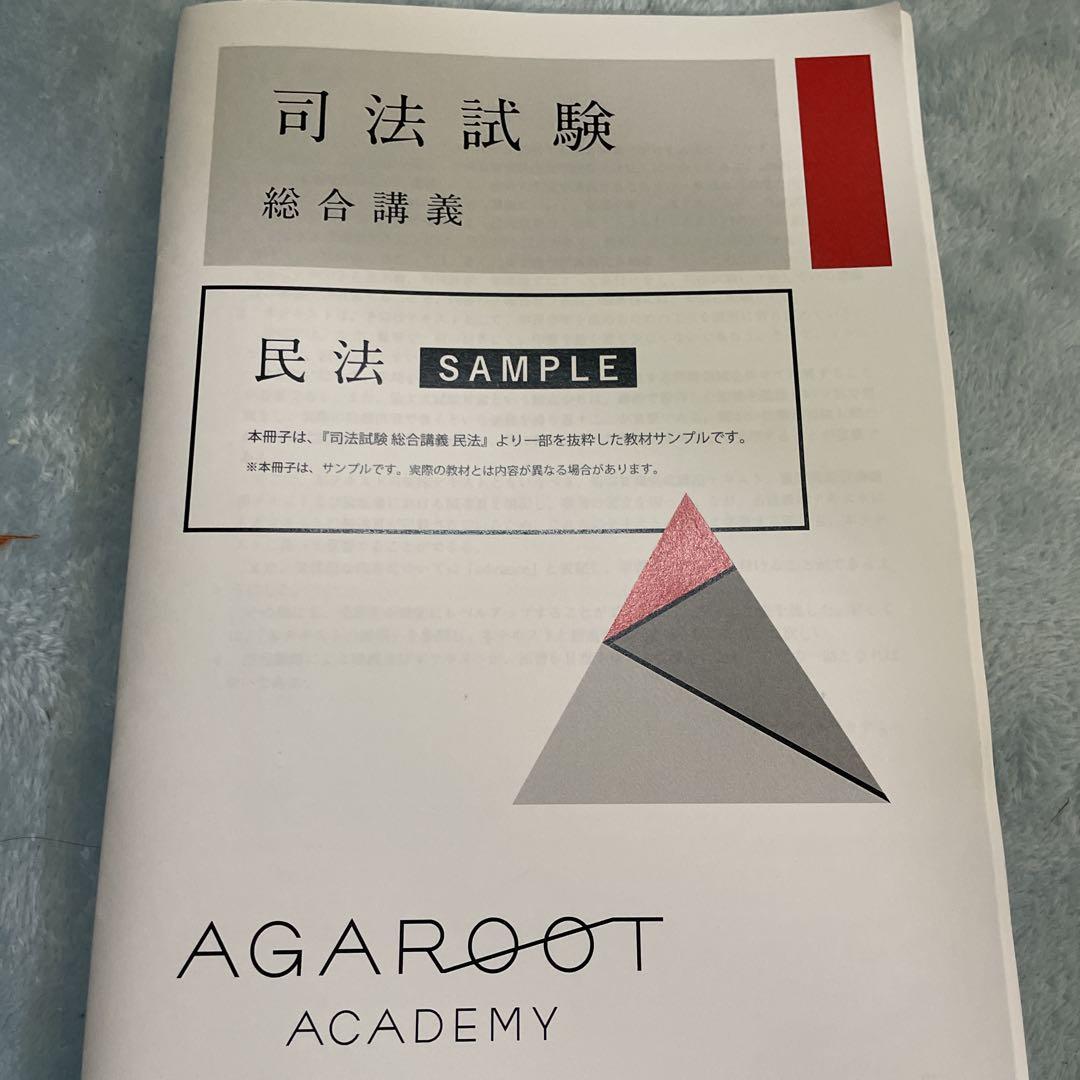 司法試験
総合講義
民法 SAMPLE
本冊子は、『司法試験 総合講義 民法』より一部を抜粋した教材サンプルです。
※本冊子は、サンプルです。実際の教材とは内容が異なる場合があります。
AGAROOT
ACADEMY